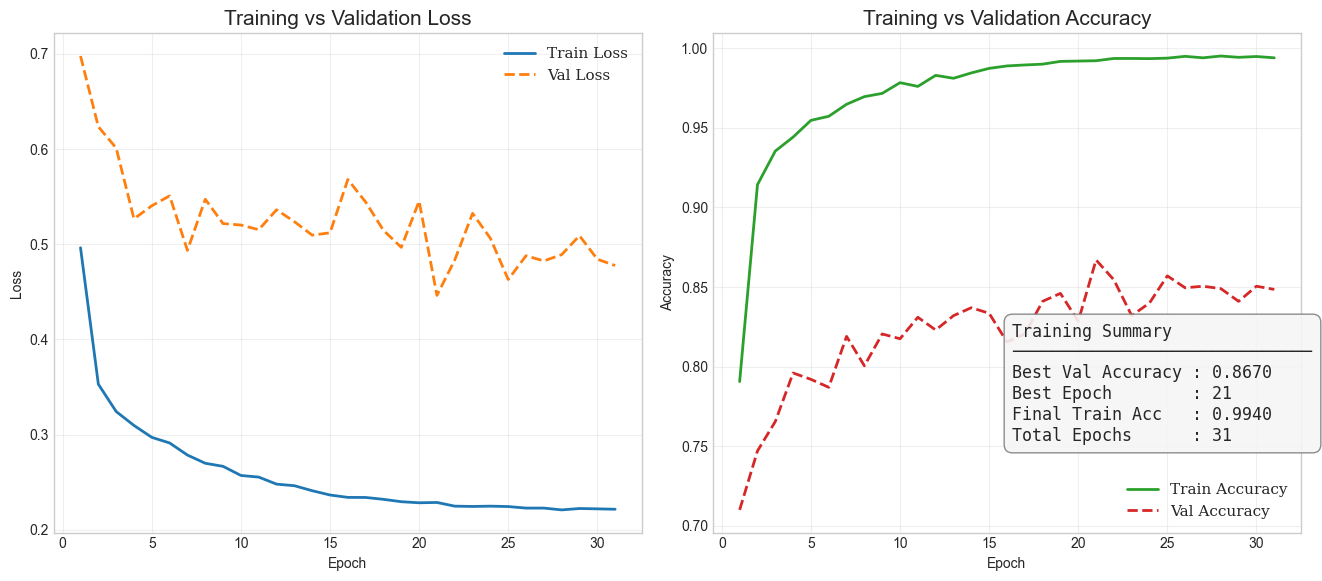 Training vs Validation Loss
Train Loss
Val Loss
0.7
0.6
0.5
0.4
0.3
0.2
Loss
0 5 10 15 20 25 30
Epoch
Training vs Validation Accuracy
1.00
0.95
0.90
0.85
0.80
0.75
0.70
Accuracy
Training Summary
Best Val Accuracy : 0.8670
Best Epoch : 21
Final Train Acc : 0.9940
Total Epochs : 31
Train Accuracy
Val Accuracy
0 5 10 15 20 25 30
Epoch